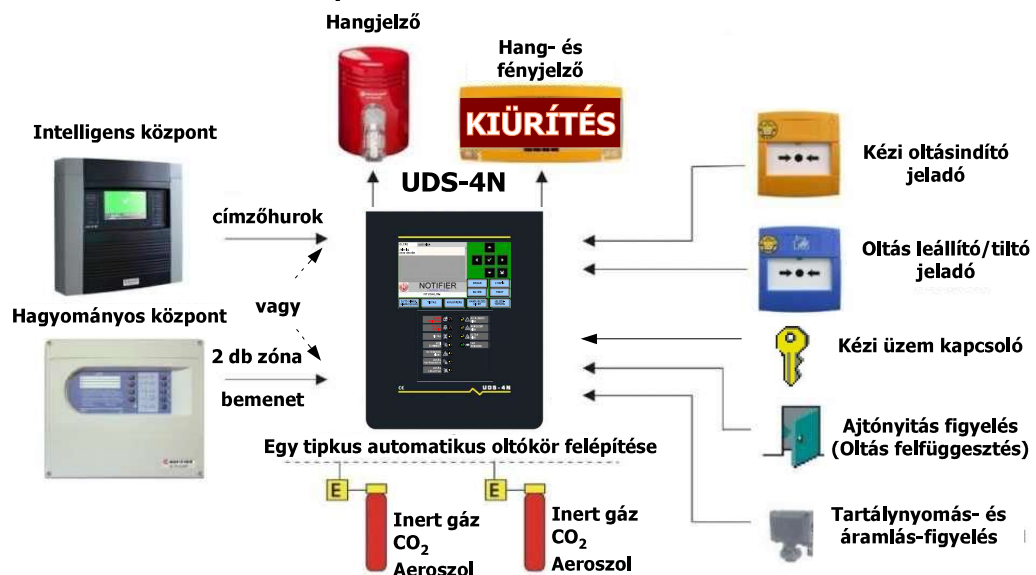 Hangjelző
Hang- és
fényjelző
KIÜRÍTÉS
Intelligens központ
UDS-4N
címzőhurok
vagy
Hagyományos központ
2 db zóna
bemenet
NOTIFIER
UDS-4N
Kézi oltásindító
jeladó
Oltás leállító/tiltó
jeladó
Kézi üzem kapcsoló
Ajtónyitás figyelés
(Oltás felfüggesztés)
Tartálynyomás- és
áramlás-figyelés
Egy tipkus automatikus oltókör felépítése
E
Inert gáz
CO₂
Aeroszol
E
Inert gáz
CO₂
Aeroszol